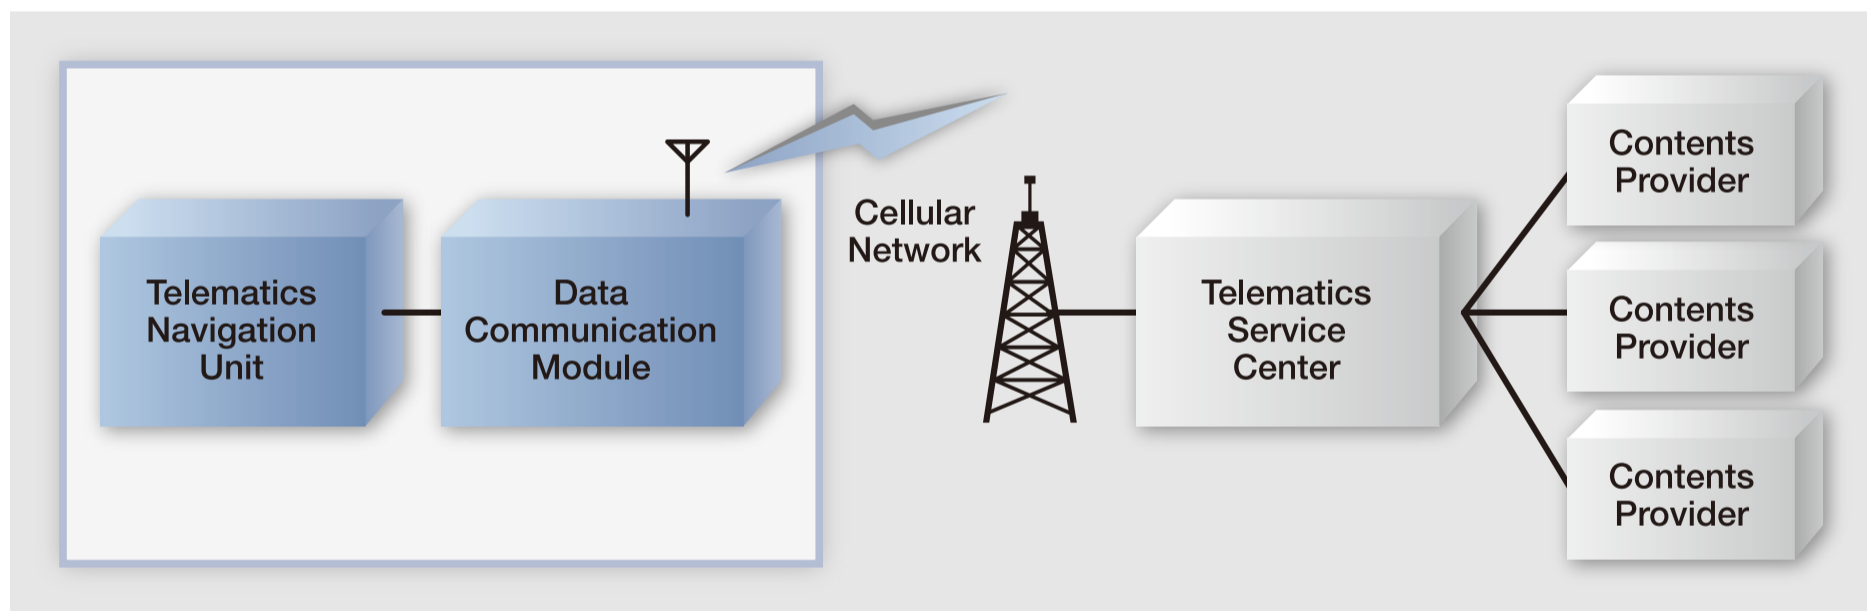 Telematics
Navigation
Unit
Data
Communication
Module
Cellular
Network
Telematics
Service
Center
Contents
Provider
Contents
Provider
Contents
Provider